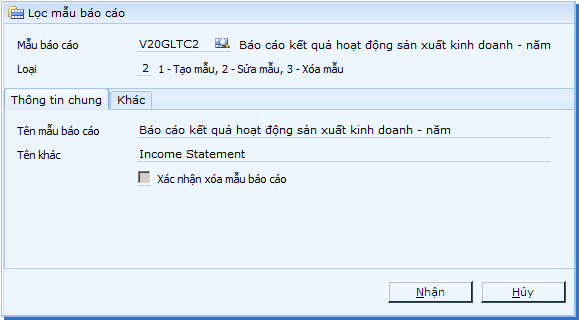 Lọc mẫu báo cáo
Mẫu báo cáo V20GLTC2 Báo cáo kết quả hoạt động sản xuất kinh doanh - năm
Loại 2 1 - Tạo mẫu, 2 - Sửa mẫu, 3 - Xóa mẫu
Thông tin chung Khác
Tên mẫu báo cáo Báo cáo kết quả hoạt động sản xuất kinh doanh - năm
Tên khác Income Statement
Xác nhận xóa mẫu báo cáo
Nhận Hủy